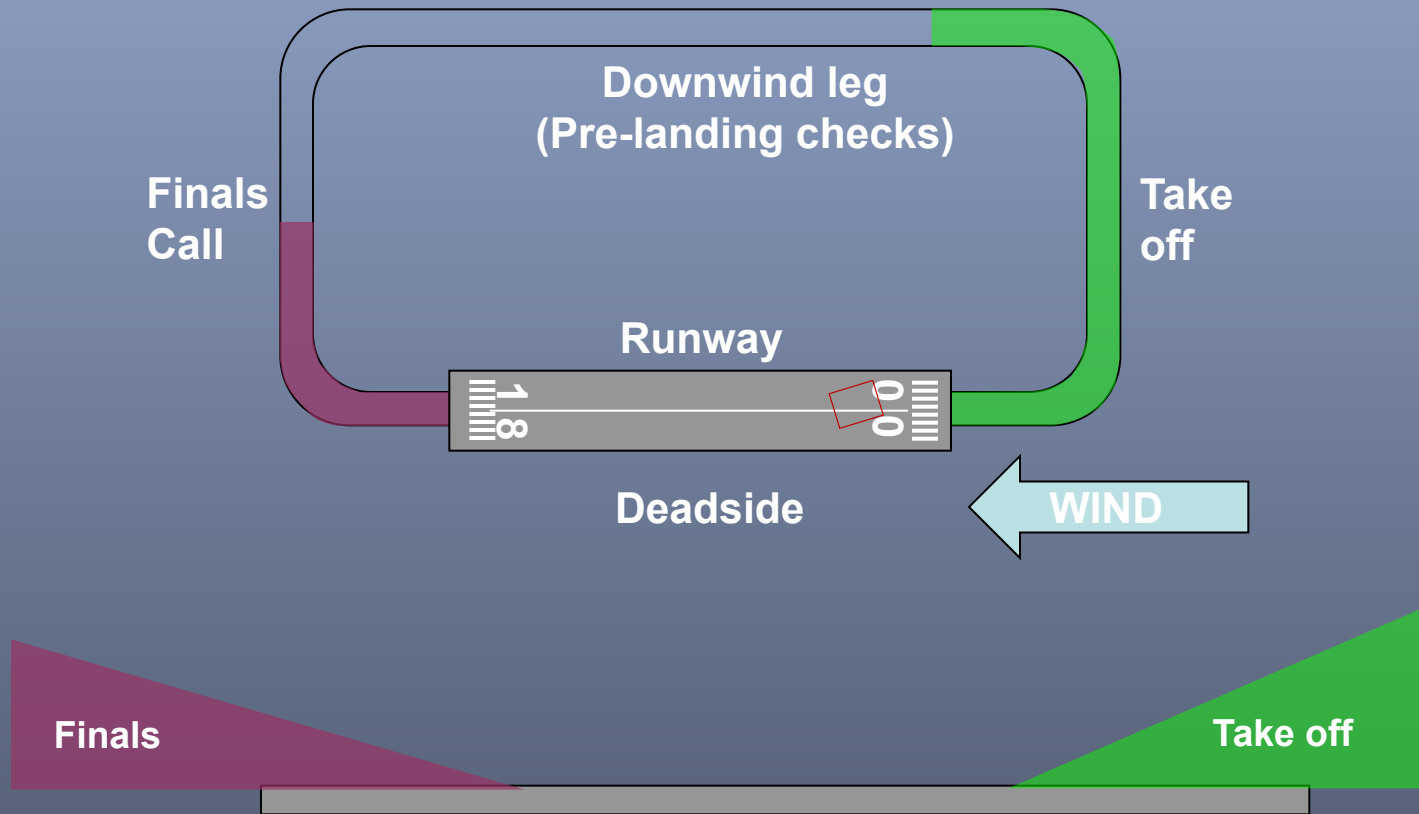 Downwind leg
(Pre-landing checks)
Finals
Call
Take
off
Runway
18
00
Deadside
WIND
Finals
Take off